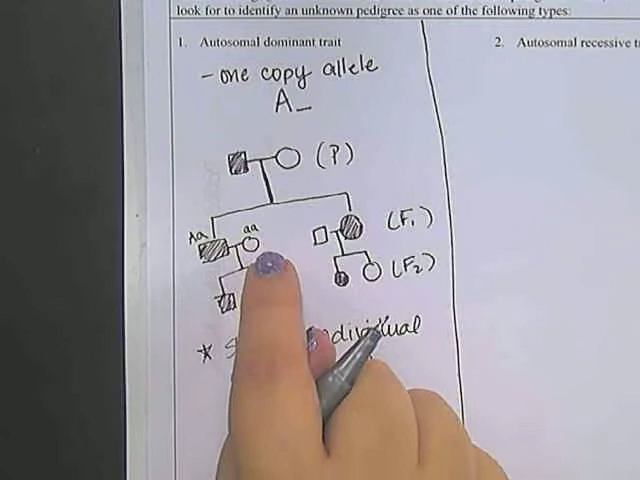 look for to identify an unknown pedigree as one of the following types:
1. Autosomal dominant trait
- one copy allele
A_
(P)
Aa
aa
(F₁)
(F₂)
*
2. Autosomal recessive